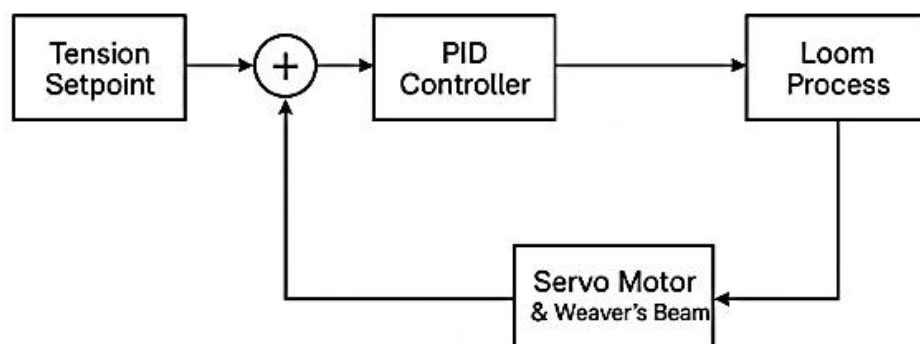 Tension
Setpoint
+
PID
Controller
Loom
Process
Servo Motor
& Weaver's Beam